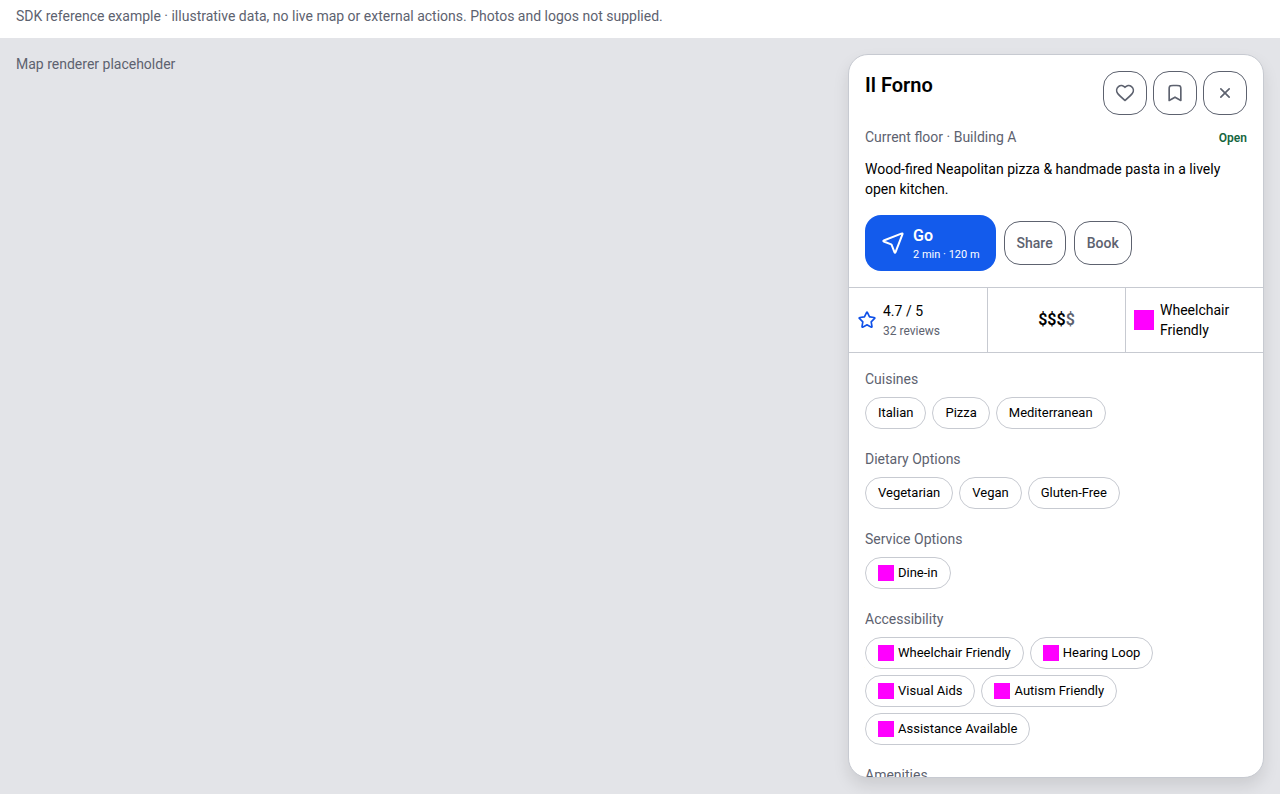 SDK reference example · illustrative data, no live map or external actions. Photos and logos not supplied.
Map renderer placeholder
Il Forno
Current floor · Building A
Open
Wood-fired Neapolitan pizza & handmade pasta in a lively
open kitchen.
Go
2 min · 120 m
Share
Book
4.7 / 5
32 reviews
$$$$
Wheelchair
Friendly
Cuisines
Italian
Pizza
Mediterranean
Dietary Options
Vegetarian
Vegan
Gluten-Free
Service Options
Dine-in
Accessibility
Wheelchair Friendly
Hearing Loop
Visual Aids
Autism Friendly
Assistance Available
Amenities